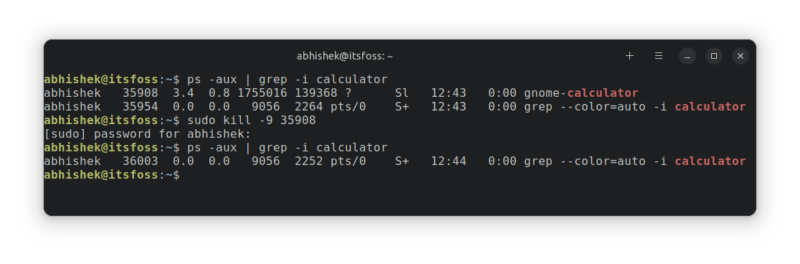 abhishek@itsfoss: ~
abhishek@itsfoss:~$ ps -aux | grep -i calculator
abhishek   35908  3.4  0.8 1755016 139368 ?      Sl   12:43   0:00 gnome-calculator
abhishek   35954  0.0  0.0   9056  2264 pts/0    S+   12:43   0:00 grep --color=auto -i calculator
abhishek@itsfoss:~$ sudo kill -9 35908
[sudo] password for abhishek:
abhishek@itsfoss:~$ ps -aux | grep -i calculator
abhishek   36003  0.0  0.0   9056  2252 pts/0    S+   12:44   0:00 grep --color=auto -i calculator
abhishek@itsfoss:~$